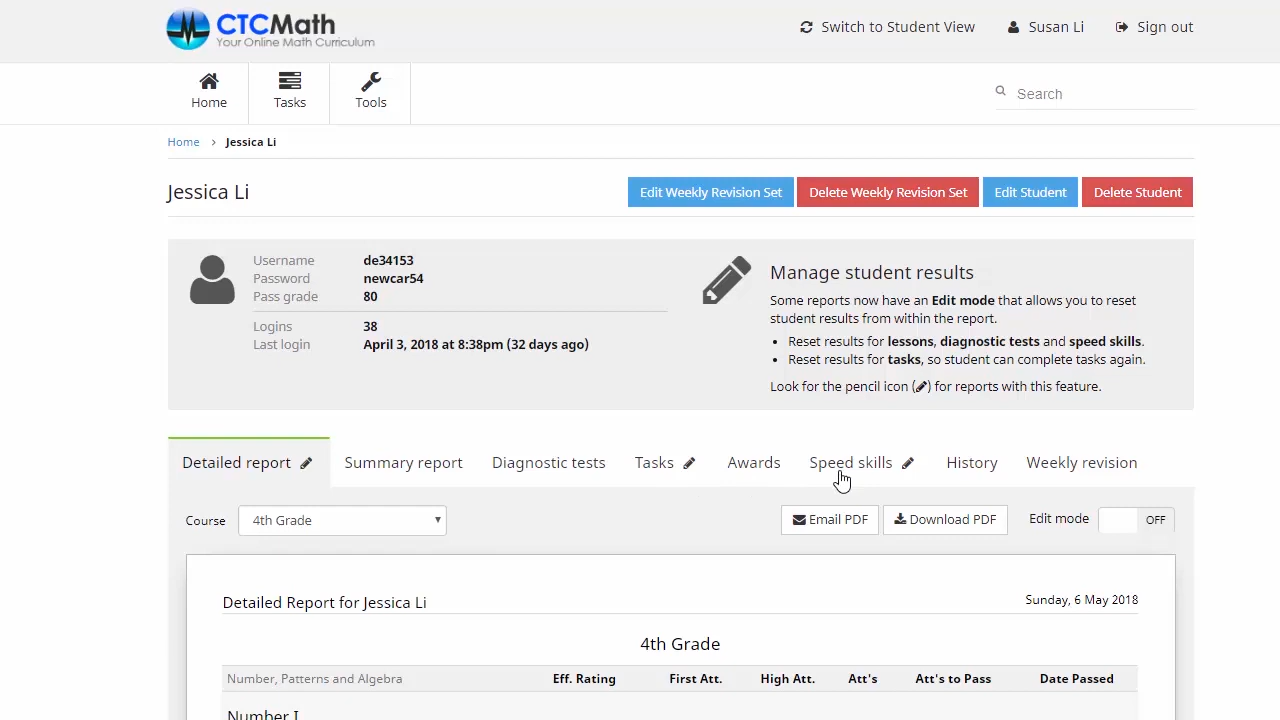 CTCMath
Your Online Math Curriculum
Switch to Student View
Susan Li
Sign out
Home
Tasks
Tools
Search
Home › Jessica Li
Jessica Li
Edit Weekly Revision Set
Delete Weekly Revision Set
Edit Student
Delete Student
Username de34153
Password newcar54
Pass grade 80
Logins 38
Last login April 3, 2018 at 8:38pm (32 days ago)
Manage student results
Some reports now have an Edit mode that allows you to reset
student results from within the report.
• Reset results for lessons, diagnostic tests and speed skills.
• Reset results for tasks, so student can complete tasks again.
Look for the pencil icon ( ) for reports with this feature.
Detailed report
Summary report
Diagnostic tests
Tasks
Awards
Speed skills
History
Weekly revision
Course 4th Grade
Email PDF
Download PDF
Edit mode OFF
Detailed Report for Jessica Li
Sunday, 6 May 2018
4th Grade
Number, Patterns and Algebra Eff. Rating First Att. High Att. Att's Att's to Pass Date Passed
Number I